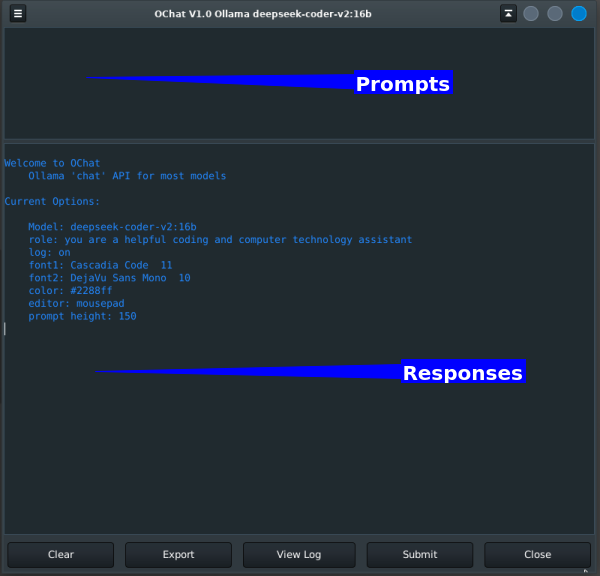 OChat V1.0 Ollama deepseek-coder-v2:16b
Prompts
Welcome to OChat
Ollama 'chat' API for most models
Current Options:
Model: deepseek-coder-v2:16b
role: you are a helpful coding and computer technology assistant
log: on
font1: Cascadia Code  11
font2: DejaVu Sans Mono  10
color: #2288ff
editor: mousepad
prompt height: 150
Responses
Clear Export View Log Submit Close